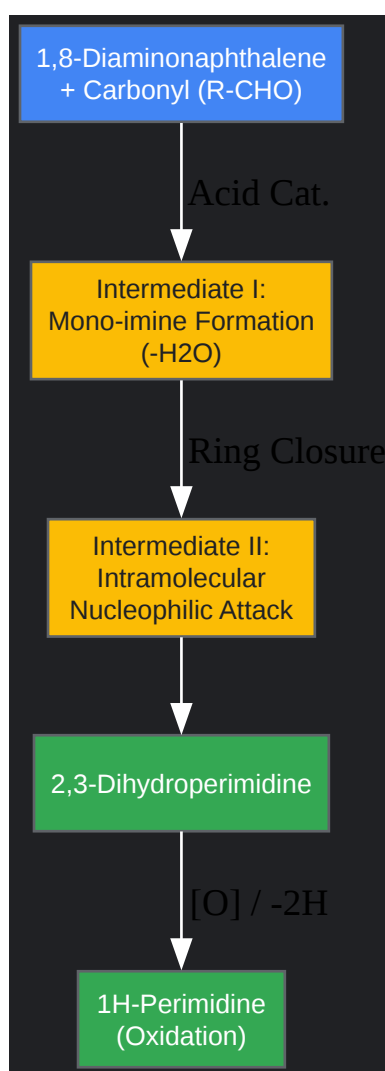 1,8-Diaminonaphthalene
+ Carbonyl (R-CHO)
Acid Cat.
Intermediate I:
Mono-imine Formation
(-H2O)
Ring Closure
Intermediate II:
Intramolecular
Nucleophilic Attack
2,3-Dihydroperimidine
[O] / -2H
1H-Perimidine
(Oxidation)